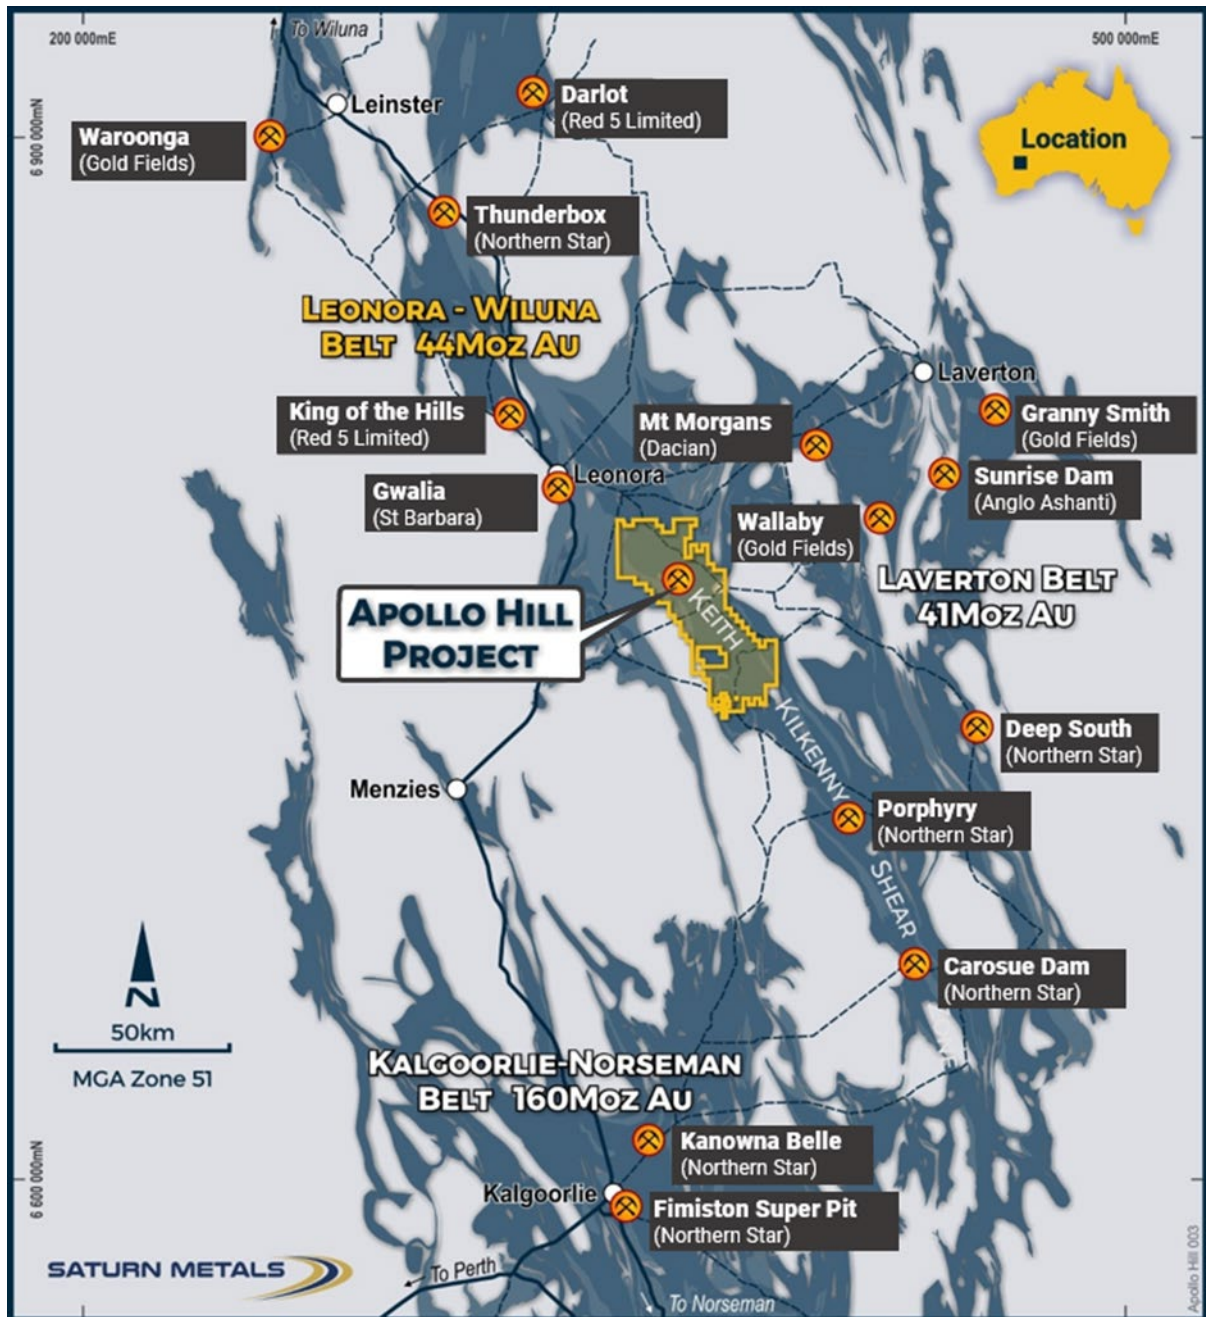 200 000mE
To Wiluna
500 000mE
6 900 000mN
Leinster
Darlot
(Red 5 Limited)
Waroonga
(Gold Fields)
Location
Thunderbox
(Northern Star)
LEONORA - WILUNA
BELT 44MOZ AU
Laverton
King of the Hills
(Red 5 Limited)
Mt Morgans
(Dacian)
Granny Smith
(Gold Fields)
Leonora
Sunrise Dam
(Anglo Ashanti)
Gwalia
(St Barbara)
Wallaby
(Gold Fields)
LAVERTON BELT
41MOZ AU
APOLLO HILL
PROJECT
KEITH
KILKENNY
SHEAR
Deep South
(Northern Star)
Menzies
Porphyry
(Northern Star)
Carosue Dam
(Northern Star)
N
50km
MGA Zone 51
KALGOORLIE-NORSEMAN
BELT 160MOZ AU
Kanowna Belle
(Northern Star)
6 600 000mN
Kalgoorlie
Fimiston Super Pit
(Northern Star)
SATURN METALS
To Perth
To Norseman
Apollo Hill 003